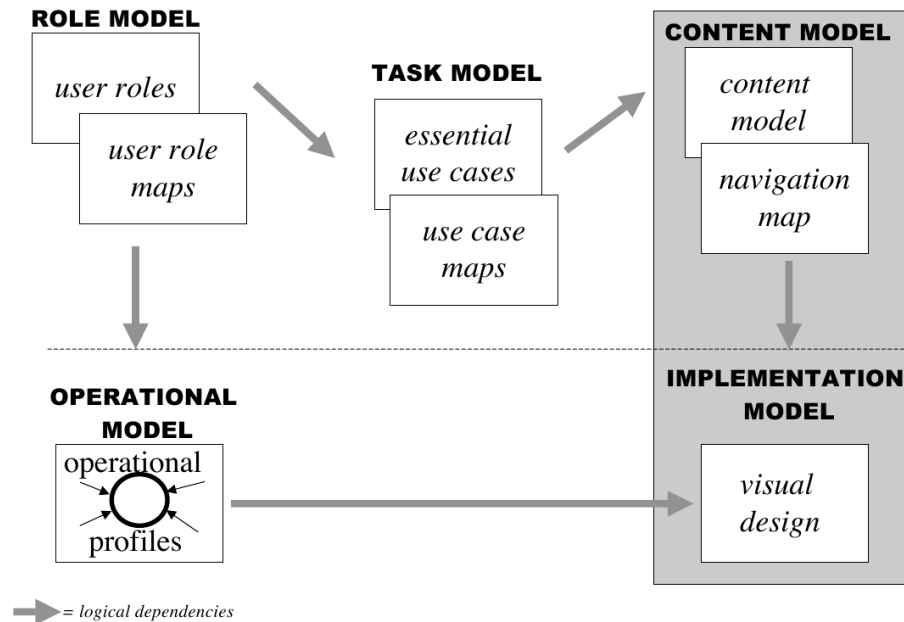 ROLE MODEL
user roles
user role
maps
TASK MODEL
essential
use cases
use case
maps
CONTENT MODEL
content
model
navigation
map
OPERATIONAL
MODEL
operational
profiles
IMPLEMENTATION
MODEL
visual
design
= logical dependencies